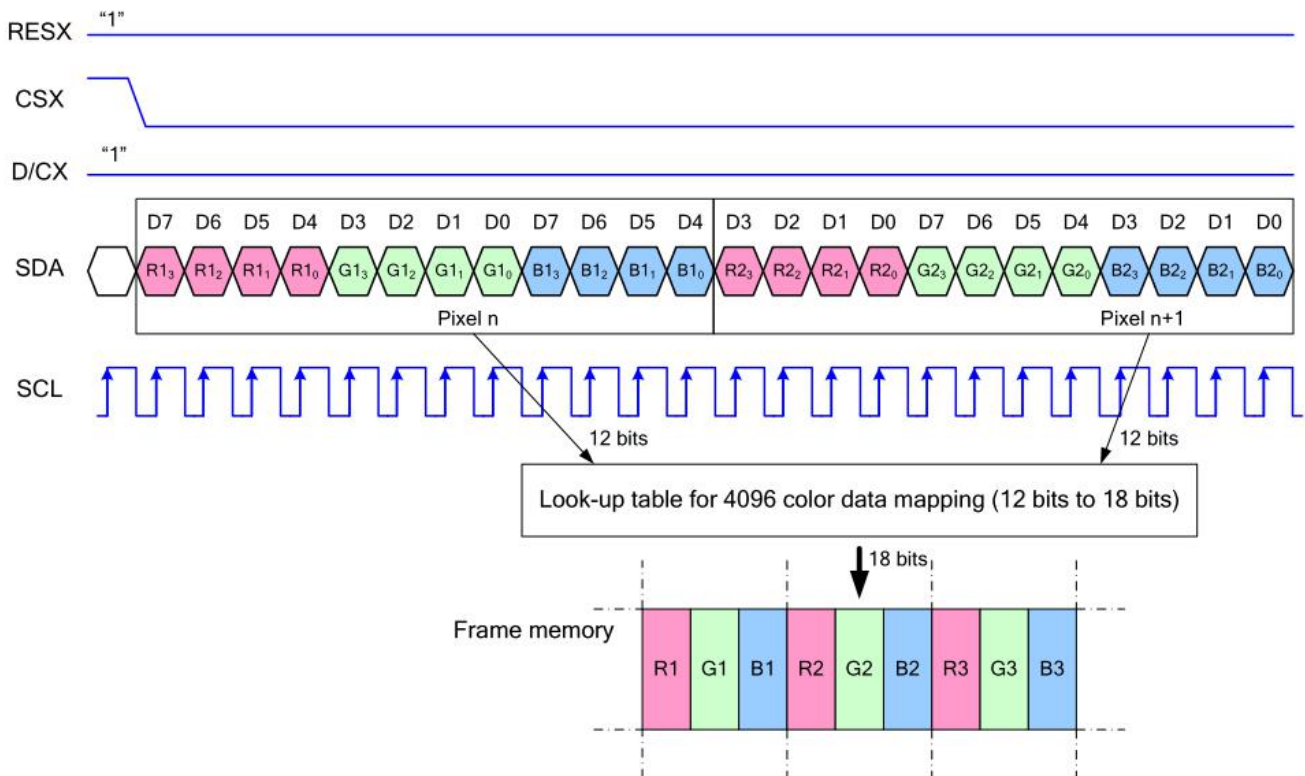 RESX “1”
CSX
D/CX “1”
D7 D6 D5 D4 D3 D2 D1 D0 D7 D6 D5 D4 D3 D2 D1 D0 D7 D6 D5 D4 D3 D2 D1 D0
SDA R1₃ R1₂ R1₁ R1₀ G1₃ G1₂ G1₁ G1₀ B1₃ B1₂ B1₁ B1₀ R2₃ R2₂ R2₁ R2₀ G2₃ G2₂ G2₁ G2₀ B2₃ B2₂ B2₁ B2₀
Pixel n Pixel n+1
SCL
12 bits 12 bits
Look-up table for 4096 color data mapping (12 bits to 18 bits)
18 bits
Frame memory
R1 G1 B1 R2 G2 B2 R3 G3 B3